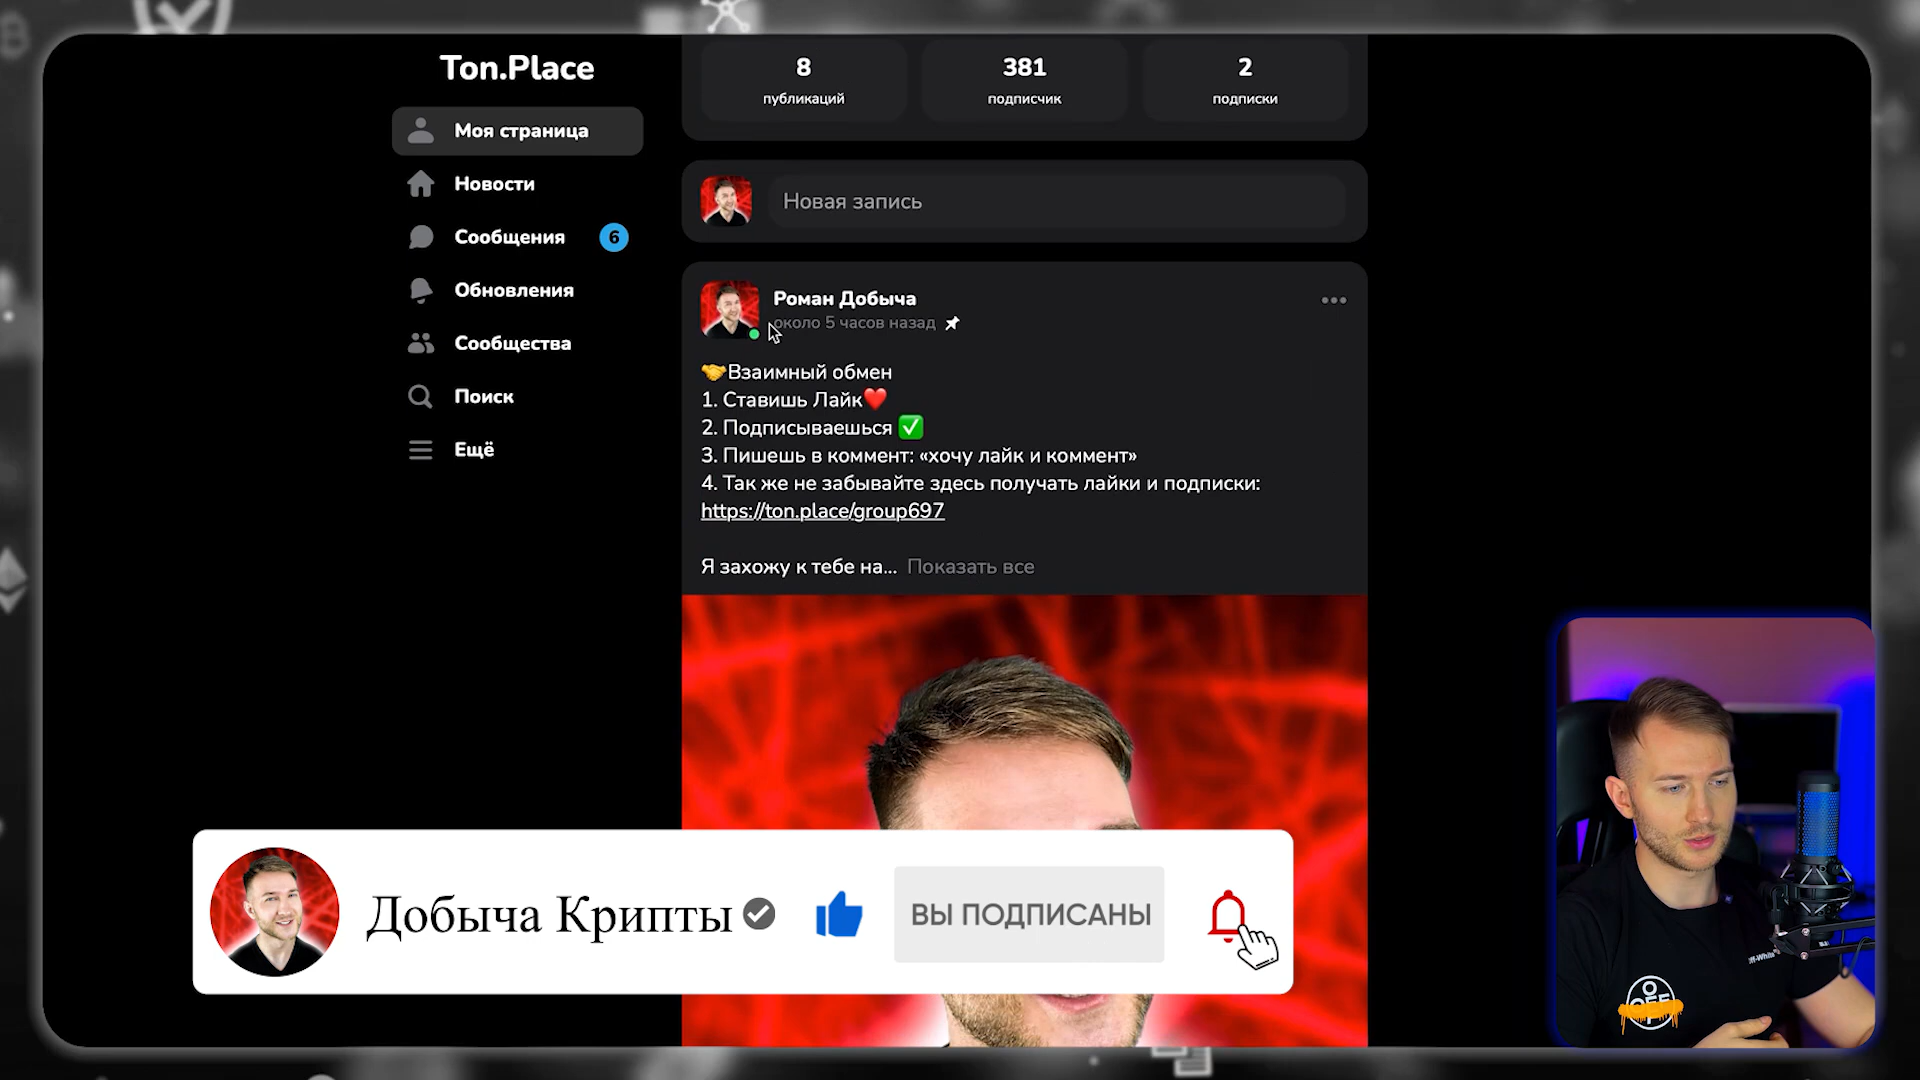 Ton.Place
Моя страница
Новости
Сообщения 6
Обновления
Сообщества
Поиск
Ещё
8
публикаций
381
подписчик
2
подписки
Новая запись
Роман Добыча
около 5 часов назад
🤝Взаимный обмен
1. Ставишь Лайк❤️
2. Подписываешься ✅
3. Пишешь в коммент: «хочу лайк и коммент»
4. Так же не забывайте здесь получать лайки и подписки:
https://ton.place/group697
Я захожу к тебе на... Показать все
Добыча Крипты
ВЫ ПОДПИСАНЫ
Off-White
OFF